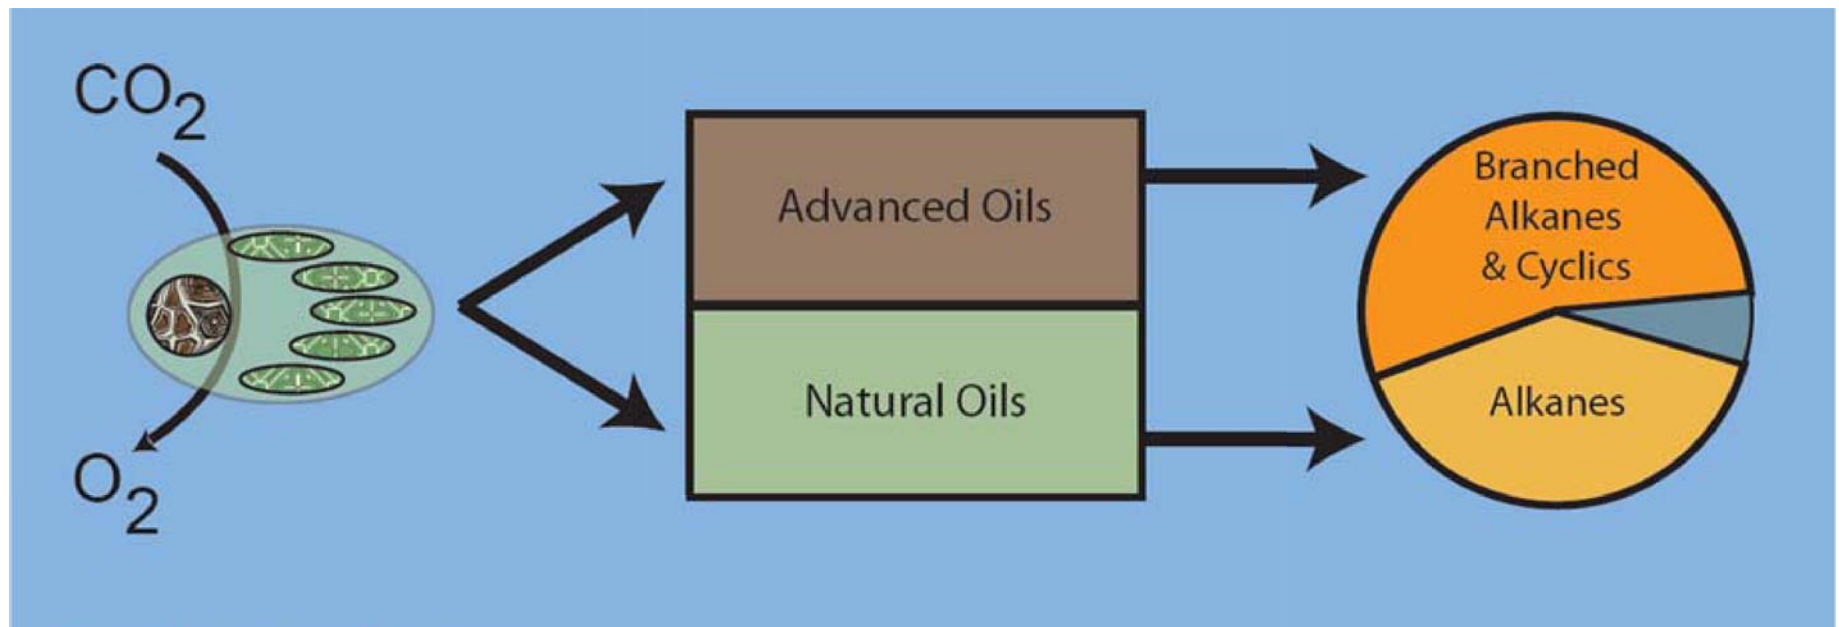 CO2
O2
Advanced Oils
Natural Oils
Branched
Alkanes
& Cyclics
Alkanes